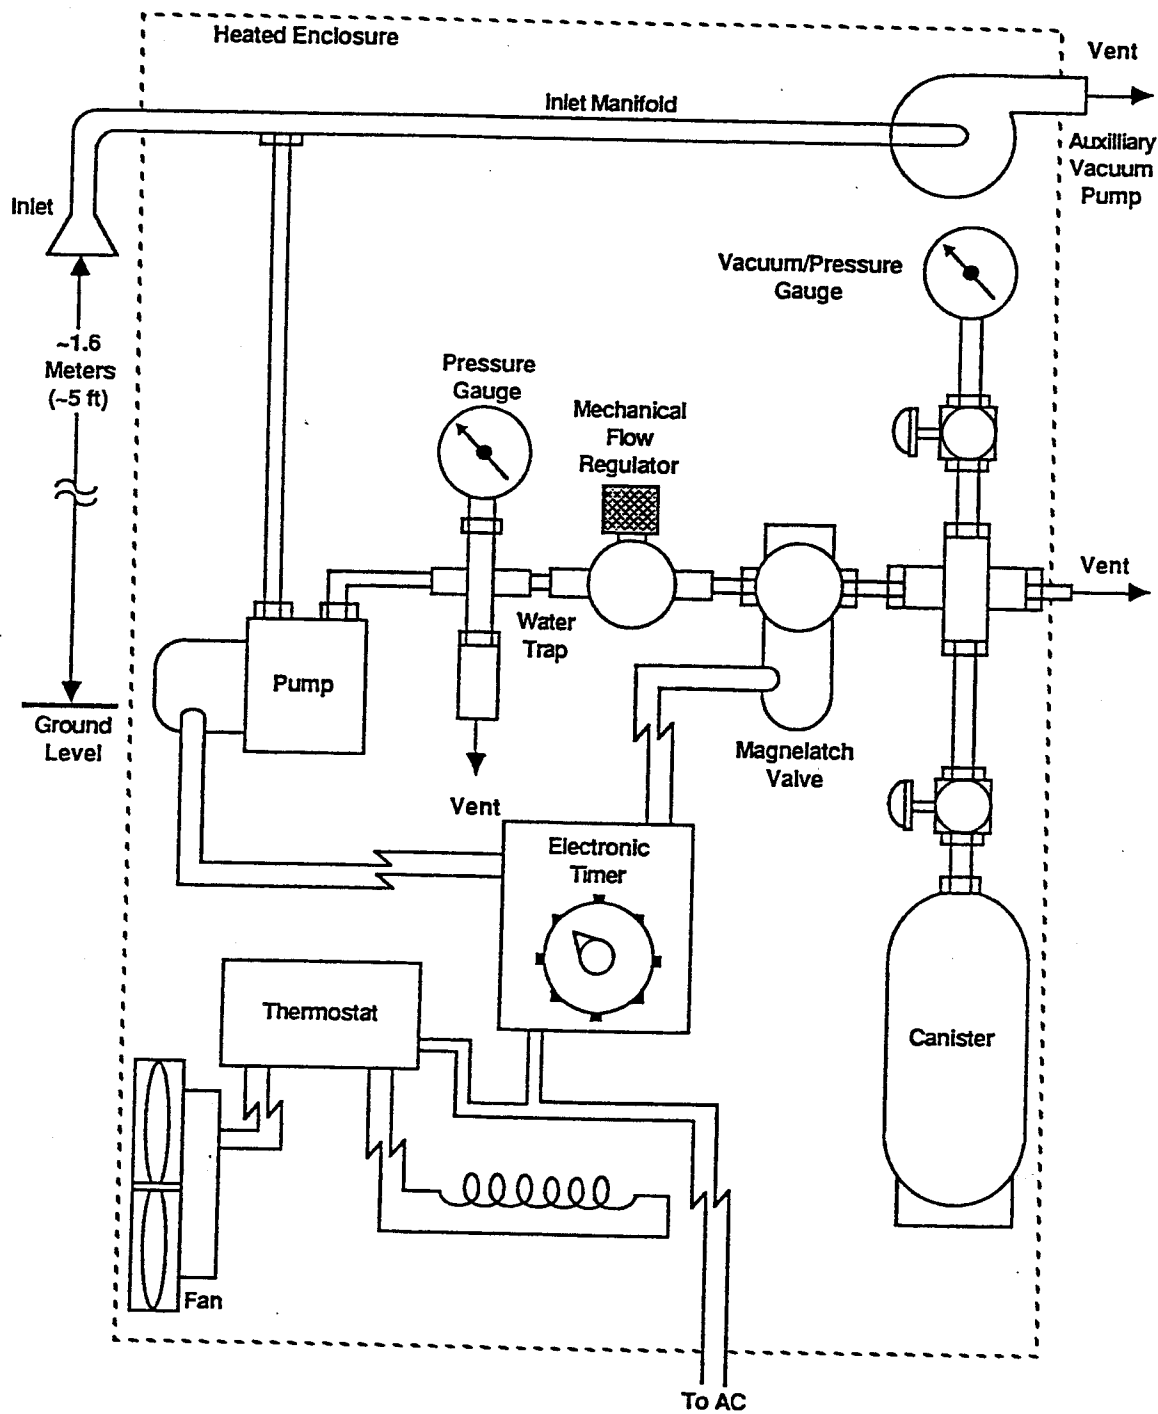 Heated Enclosure
Vent
Inlet Manifold
Auxilliary
Vacuum
Pump
Inlet
Vacuum/Pressure
Gauge
~1.6
Meters
(~5 ft)
Pressure
Gauge
Mechanical
Flow
Regulator
Vent
Water
Trap
Pump
Ground
Level
Magnelatch
Valve
Vent
Electronic
Timer
Thermostat
Canister
Fan
To AC